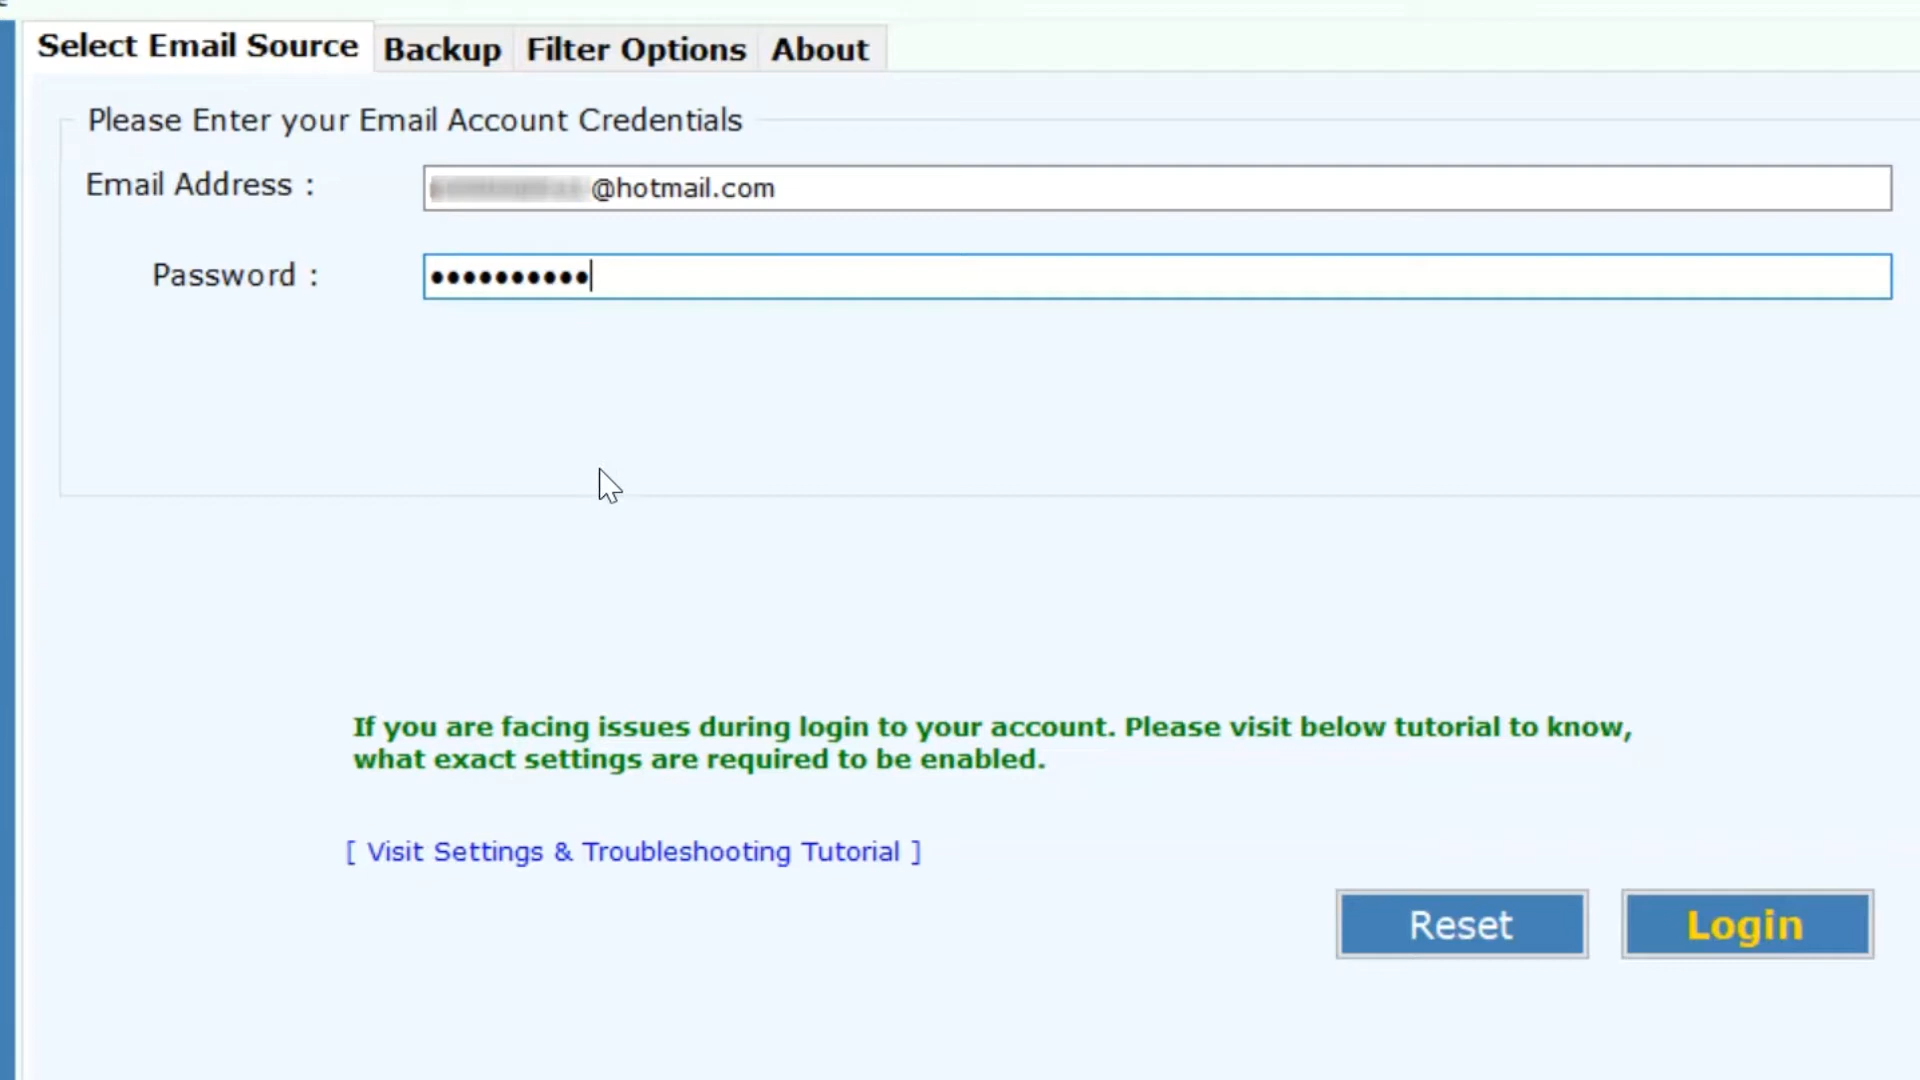 Select Email Source Backup Filter Options About
Please Enter your Email Account Credentials
Email Address : @hotmail.com
Password : ••••••••••
If you are facing issues during login to your account. Please visit below tutorial to know,
what exact settings are required to be enabled.
[ Visit Settings & Troubleshooting Tutorial ]
Reset Login